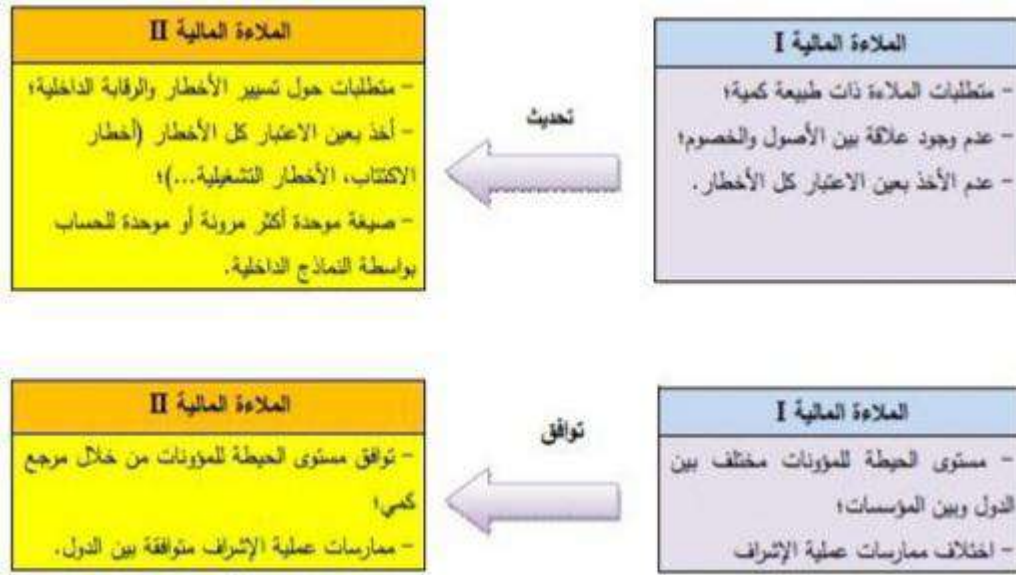 الملاءة المالية I
- متطلبات الملاءة ذات طبيعة كمية؛
- عدم وجود علاقة بين الأصول والخصوم؛
- عدم الأخذ بعين الاعتبار كل الأخطار.
تحديث
الملاءة المالية II
- متطلبات حول تسيير الأخطار والرقابة الداخلية؛
- أخذ بعين الاعتبار كل الأخطار (أخطار
الاكتتاب، الأخطار التشغيلية...)؛
- صيغة موحدة أكثر مرونة أو موحدة للحساب
بواسطة النماذج الداخلية.
الملاءة المالية I
- مستوى الحيطة للمؤونات مختلف بين
الدول وبين المؤسسات؛
- اختلاف ممارسات عملية الإشراف
توافق
الملاءة المالية II
- توافق مستوى الحيطة للمؤونات من خلال مرجع
كمي؛
- ممارسات عملية الإشراف متوافقة بين الدول.